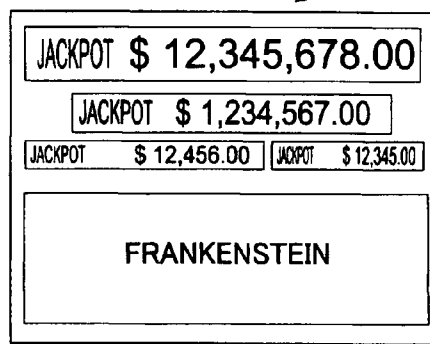 JACKPOT $ 12,345,678.00
JACKPOT $ 1,234,567.00
JACKPOT $ 12,456.00 JACKPOT $ 12,345.00
FRANKENSTEIN